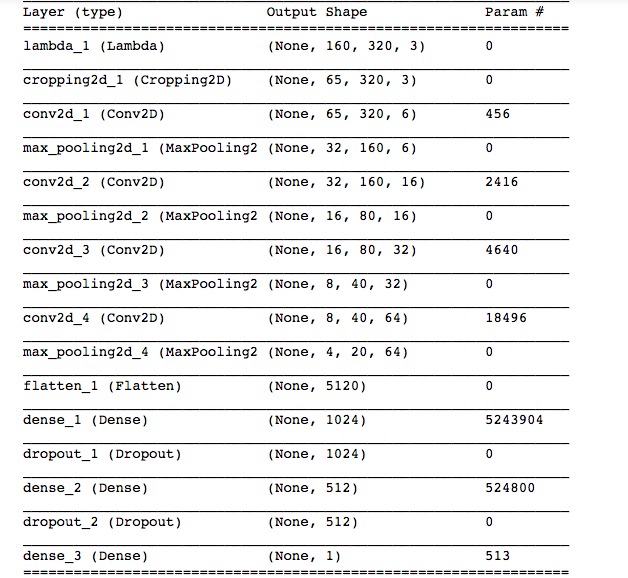 Layer (type) Output Shape Param #
=================================================================
lambda_1 (Lambda) (None, 160, 320, 3) 0
cropping2d_1 (Cropping2D) (None, 65, 320, 3) 0
conv2d_1 (Conv2D) (None, 65, 320, 6) 456
max_pooling2d_1 (MaxPooling2 (None, 32, 160, 6) 0
conv2d_2 (Conv2D) (None, 32, 160, 16) 2416
max_pooling2d_2 (MaxPooling2 (None, 16, 80, 16) 0
conv2d_3 (Conv2D) (None, 16, 80, 32) 4640
max_pooling2d_3 (MaxPooling2 (None, 8, 40, 32) 0
conv2d_4 (Conv2D) (None, 8, 40, 64) 18496
max_pooling2d_4 (MaxPooling2 (None, 4, 20, 64) 0
flatten_1 (Flatten) (None, 5120) 0
dense_1 (Dense) (None, 1024) 5243904
dropout_1 (Dropout) (None, 1024) 0
dense_2 (Dense) (None, 512) 524800
dropout_2 (Dropout) (None, 512) 0
dense_3 (Dense) (None, 1) 513
=================================================================